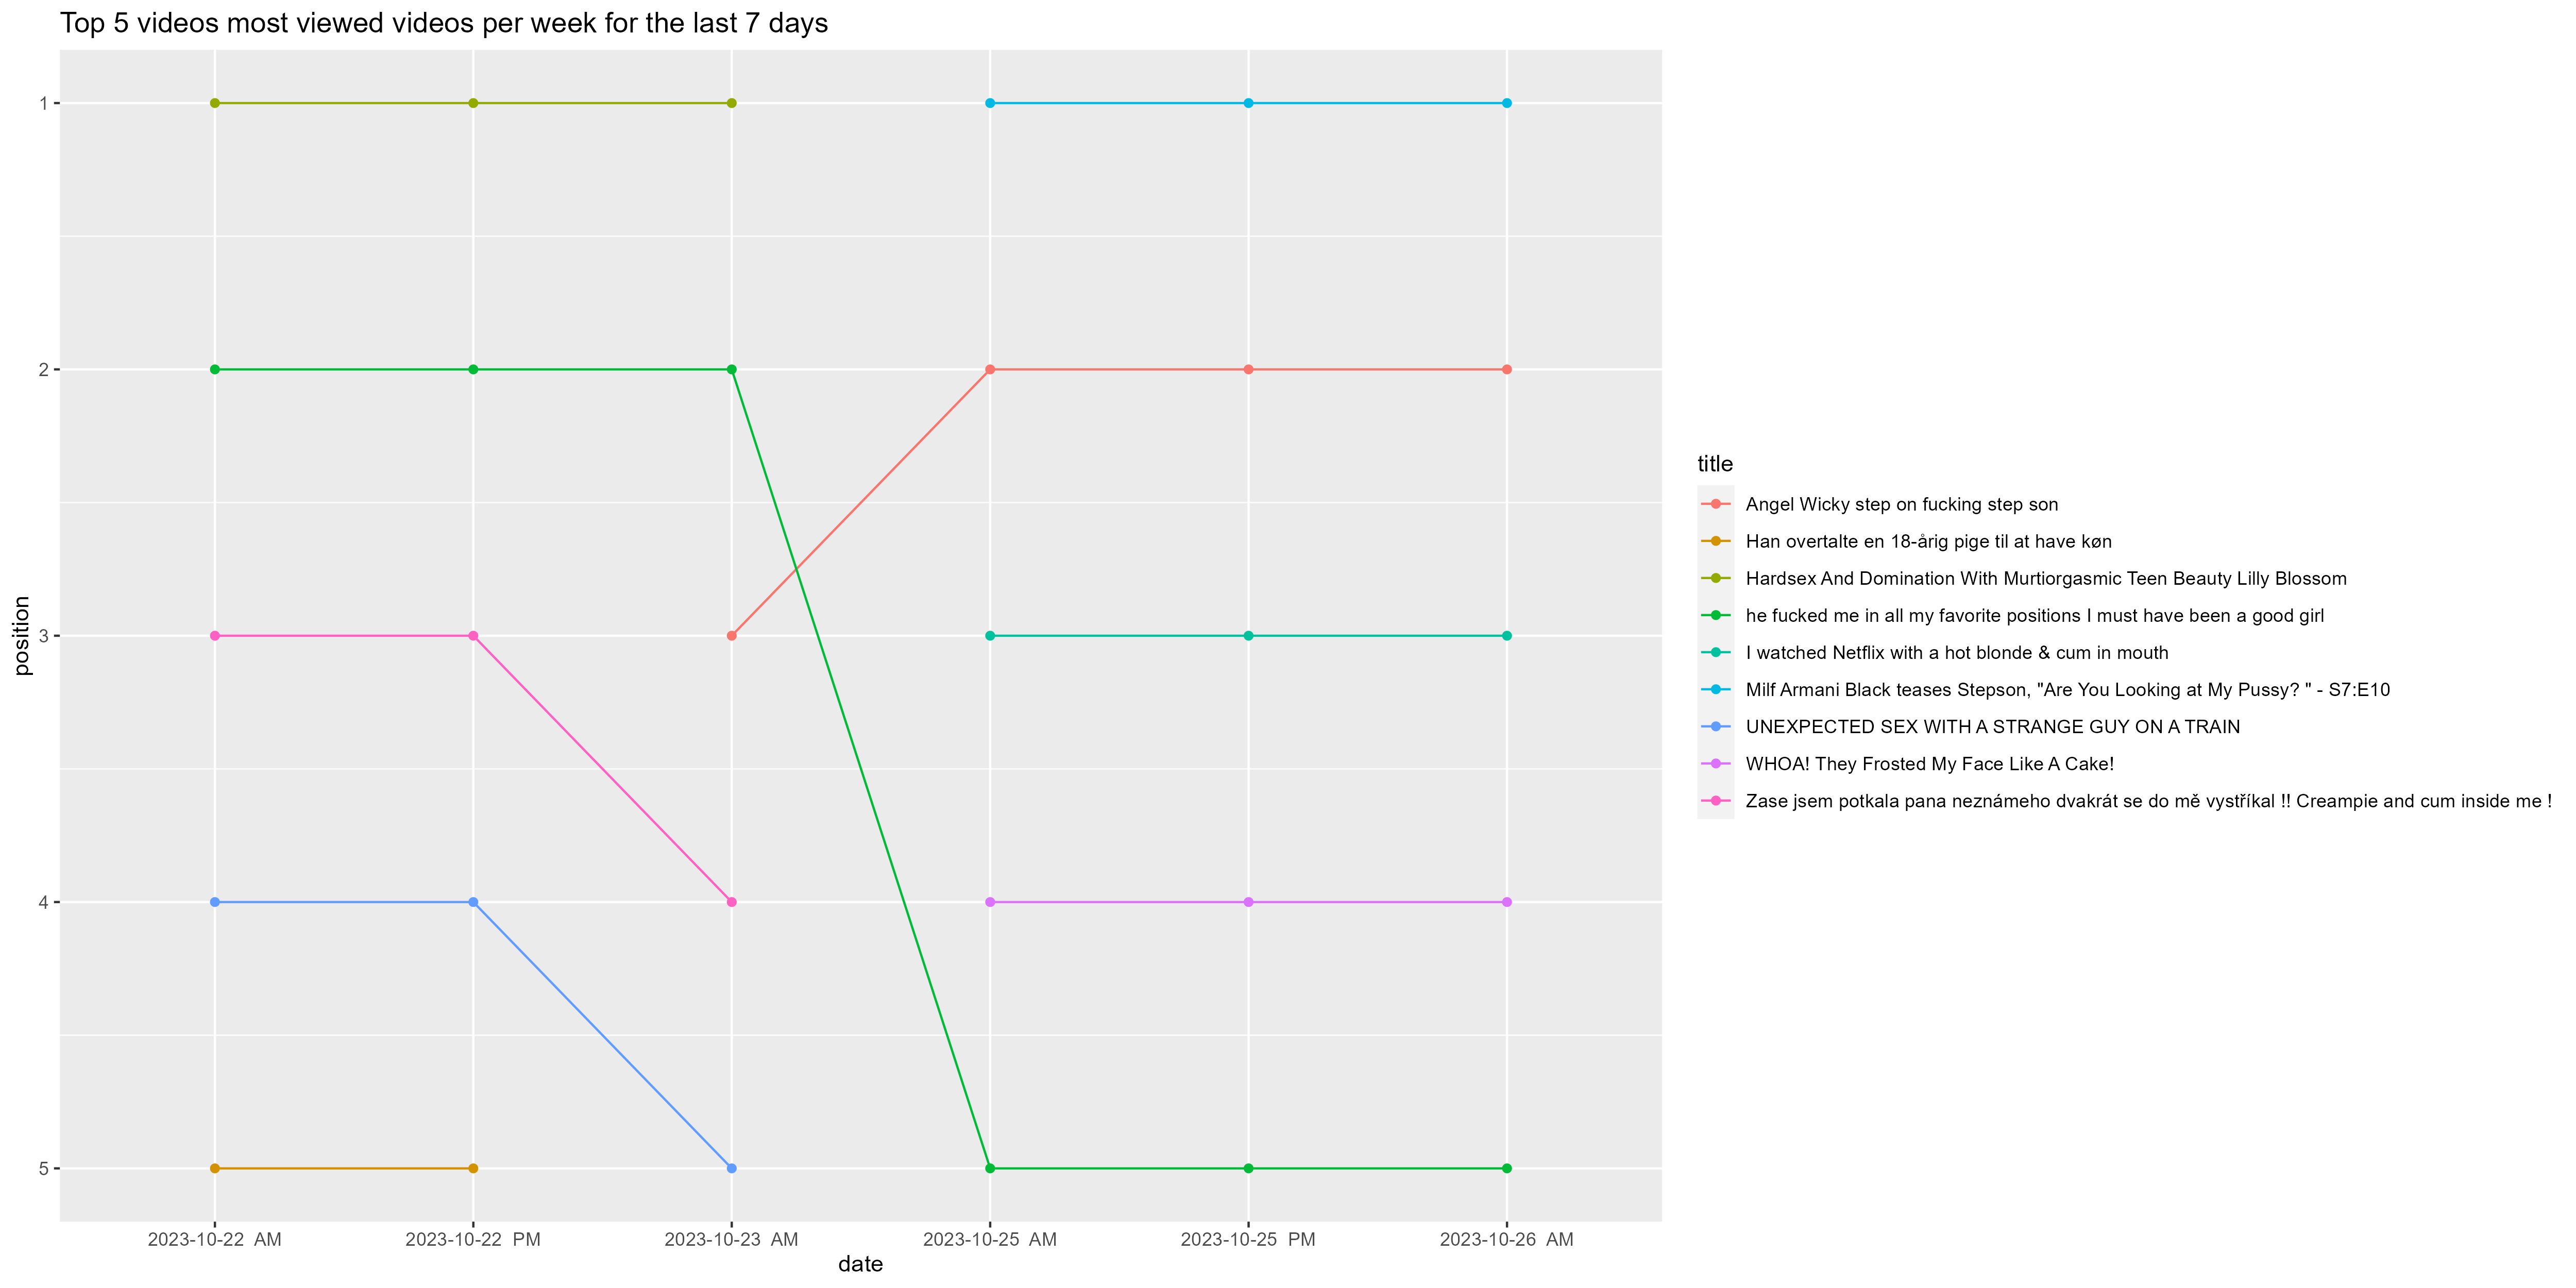 Top 5 videos most viewed videos per week for the last 7 days
1
2
3
4
5
position
2023-10-22 AM
2023-10-22 PM
2023-10-23 AM
2023-10-25 AM
2023-10-25 PM
2023-10-26 AM
date
title
Angel Wicky step on fucking step son
Han overtalte en 18-årig pige til at have køn
Hardsex And Domination With Murtiorgasmic Teen Beauty Lilly Blossom
he fucked me in all my favorite positions I must have been a good girl
I watched Netflix with a hot blonde & cum in mouth
Milf Armani Black teases Stepson, "Are You Looking at My Pussy? " - S7:E10
UNEXPECTED SEX WITH A STRANGE GUY ON A TRAIN
WHOA! They Frosted My Face Like A Cake!
Zase jsem potkala pana neznámeho dvakrát se do mě vystříkal !! Creampie and cum inside me !